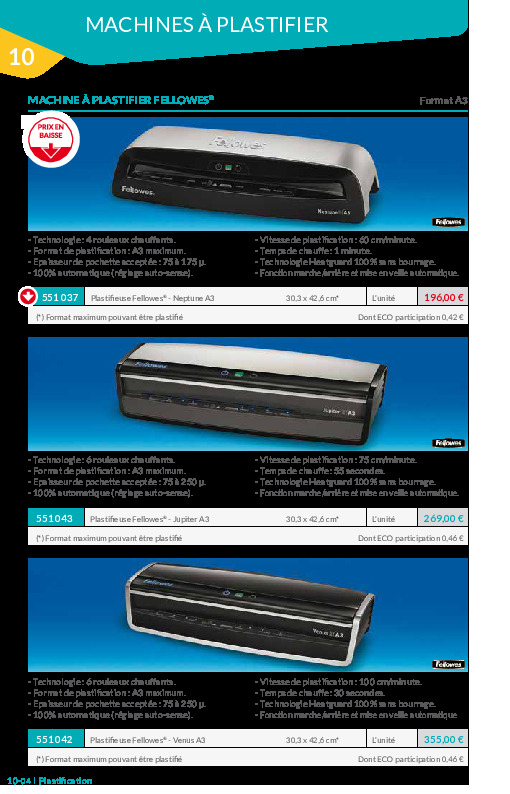 MACHINES À PLASTIFIER
10
MACHINE À PLASTIFIER FELLOWES®
Format A3
PRIX EN
BAISSE
Fellowes
Fellowes.
Neptune 3 A3
Fellowes
- Technologie : 4 rouleaux chauffants.
- Format de plastification : A3 maximum.
- Epaisseur de pochette acceptée : 75 à 175 µ.
- 100% automatique (réglage auto-sense).
- Vitesse de plastification : 60 cm/minute.
- Temps de chauffe : 1 minute.
- Technologie Heatguard 100% sans bourrage.
- Fonction marche/arrière et mise en veille automatique.
551 037 Plastifieuse Fellowes® - Neptune A3 30,3 x 42,6 cm* L'unité 196,00 €
(*) Format maximum pouvant être plastifié Dont ECO participation 0,42 €
Fellowes
Jupiter 2 A3
Fellowes
- Technologie : 6 rouleaux chauffants.
- Format de plastification : A3 maximum.
- Epaisseur de pochette acceptée : 75 à 250 µ.
- 100% automatique (réglage auto-sense).
- Vitesse de plastification : 75 cm/minute.
- Temps de chauffe : 55 secondes.
- Technologie Heatguard 100% sans bourrage.
- Fonction marche/arrière et mise en veille automatique.
551043 Plastifieuse Fellowes® - Jupiter A3 30,3 x 42,6 cm* L'unité 269,00 €
(*) Format maximum pouvant être plastifié Dont ECO participation 0,46 €
Fellowes
Venus 2 A3
Fellowes
- Technologie : 6 rouleaux chauffants.
- Format de plastification : A3 maximum.
- Epaisseur de pochette acceptée : 75 à 250 µ.
- 100% automatique (réglage auto-sense).
- Vitesse de plastification : 100 cm/minute.
- Temps de chauffe : 30 secondes.
- Technologie Heatguard 100% sans bourrage.
- Fonction marche/arrière et mise en veille automatique
551042 Plastifieuse Fellowes® - Venus A3 30,3 x 42,6 cm* L'unité 355,00 €
(*) Format maximum pouvant être plastifié Dont ECO participation 0,46 €
10-04 | Plastification